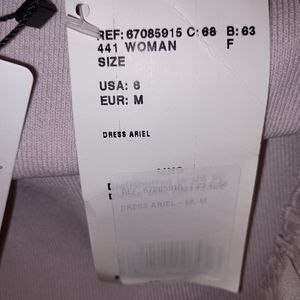 REF: 67085915 C: 68 B: 63
441 WOMAN F
SIZE
USA: 6
EUR: M
DRESS ARIEL
DRESS ARIEL - 68, M